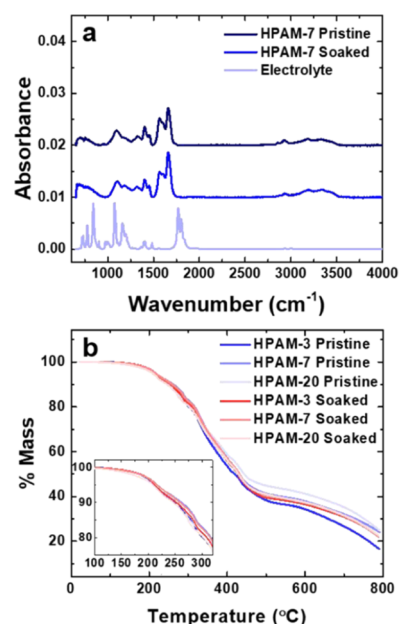 a
HPAM-7 Pristine
HPAM-7 Soaked
Electrolyte
Absorbance
0.04
0.03
0.02
0.01
0.00
1000 1500 2000 2500 3000 3500 4000
Wavenumber (cm-1)
b
HPAM-3 Pristine
HPAM-7 Pristine
HPAM-20 Pristine
HPAM-3 Soaked
HPAM-7 Soaked
HPAM-20 Soaked
% Mass
100
80
60
40
20
100
90
80
100 150 200 250 300
0 200 400 600 800
Temperature (oC)